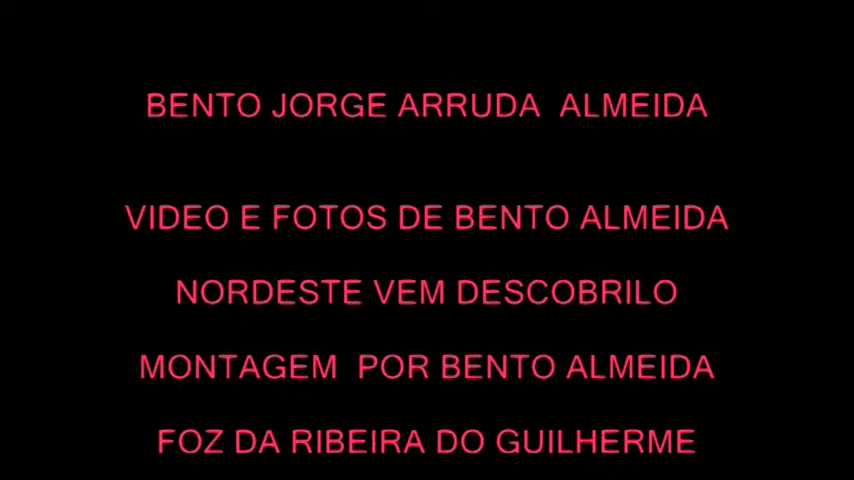 BENTO JORGE ARRUDA  ALMEIDA
VIDEO E FOTOS DE BENTO ALMEIDA
NORDESTE VEM DESCOBRILO
MONTAGEM  POR BENTO ALMEIDA
FOZ DA RIBEIRA DO GUILHERME